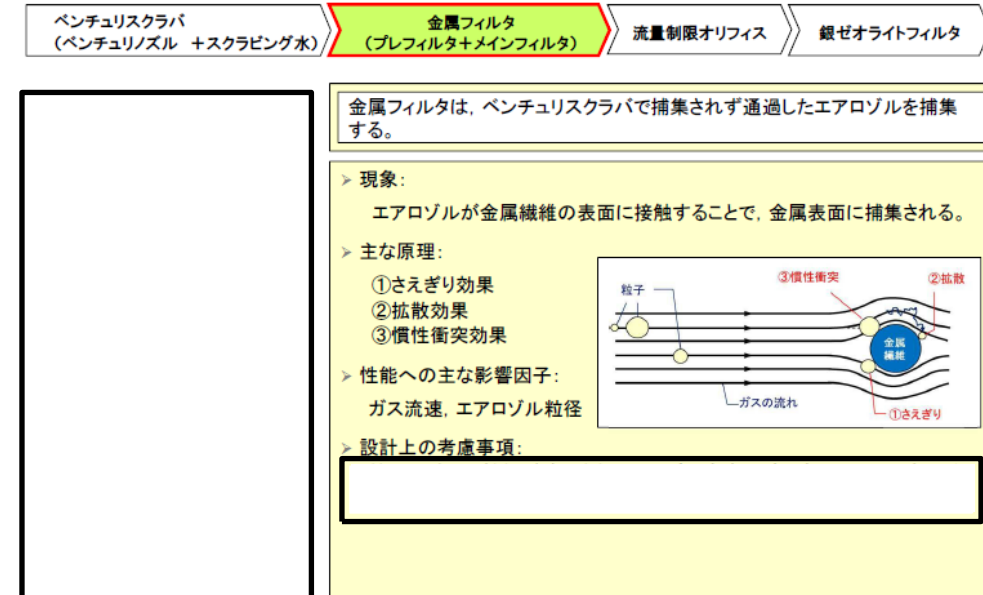 ベンチュリスクラバ
(ベンチュリノズル +スクラビング水)
金属フィルタ
(プレフィルタ+メインフィルタ)
流量制限オリフィス
銀ゼオライトフィルタ
金属フィルタは，ベンチュリスクラバで捕集されず通過したエアロゾルを捕集
する。
➢ 現象：
エアロゾルが金属繊維の表面に接触することで，金属表面に捕集される。
➢ 主な原理：
①さえぎり効果
②拡散効果
③慣性衝突効果
➢ 性能への主な影響因子：
ガス流速，エアロゾル粒径
➢ 設計上の考慮事項：
粒子
③慣性衝突
②拡散
金属
繊維
ガスの流れ
①さえぎり